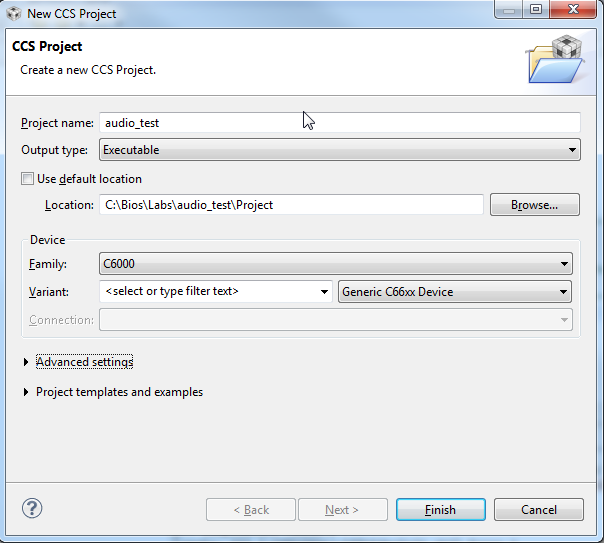 New CCS Project
CCS Project
Create a new CCS Project.
Project name: audio_test
Output type: Executable
Use default location
Location: C:\Bios\Labs\audio_test\Project Browse...
Device
Family: C6000
Variant: <select or type filter text> Generic C66xx Device
Connection:
Advanced settings
Project templates and examples
? < Back Next > Finish Cancel